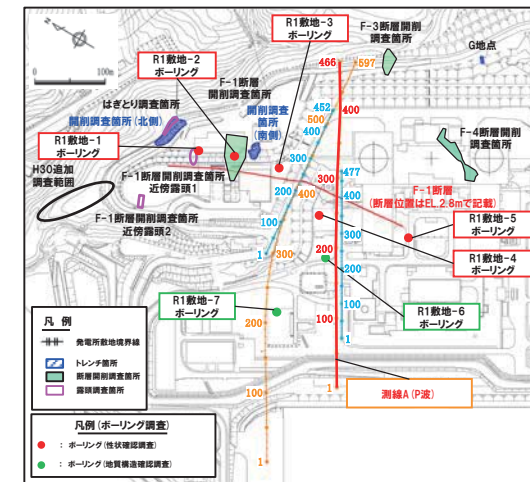 N
0 100m
R1敷地-3
ボーリング
F-3断層開削
調査箇所
G地点
R1敷地-2
ボーリング
F-1断層
開削調査箇所
はぎとり調査箇所
開削調査箇所(北側)
開削調査
箇所
(南側)
R1敷地-1
ボーリング
H30追加
調査範囲
F-1断層開削調査箇所
近傍露頭1
F-1断層開削調査箇所
近傍露頭2
F-4断層開削
調査箇所
466
597
452
500
400
400
300
477
300
400
200
400
F-1断層
(断層位置はEL.2.8mで記載)
300
100
200
300
1
200
R1敷地-5
ボーリング
R1敷地-4
ボーリング
R1敷地-7
ボーリング
R1敷地-6
ボーリング
200
100
100
1
100
1
測線A(P波)
1
凡 例
発電所敷地境界線
トレンチ箇所
断層開削調査箇所
露頭調査箇所
凡例(ボーリング調査)
: ボーリング(性状確認調査)
: ボーリング(地質構造確認調査)